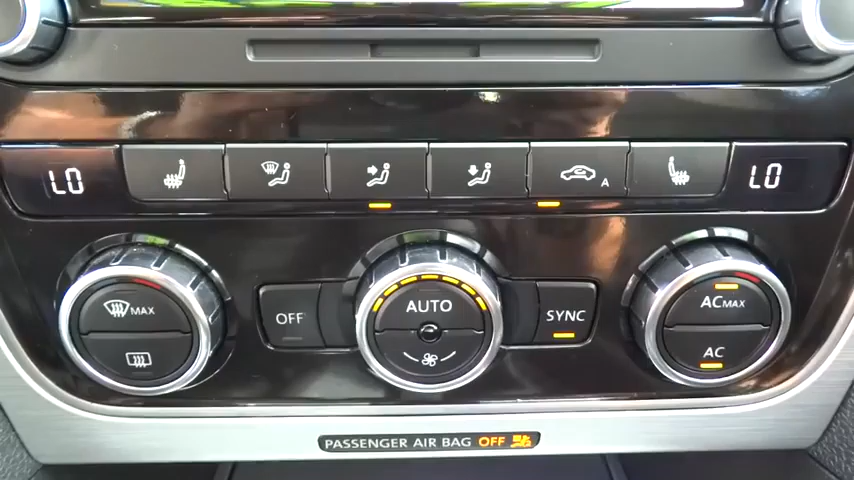 LO
A
LO
MAX
OFF
AUTO
SYNC
AC MAX
AC
PASSENGER AIR BAG OFF